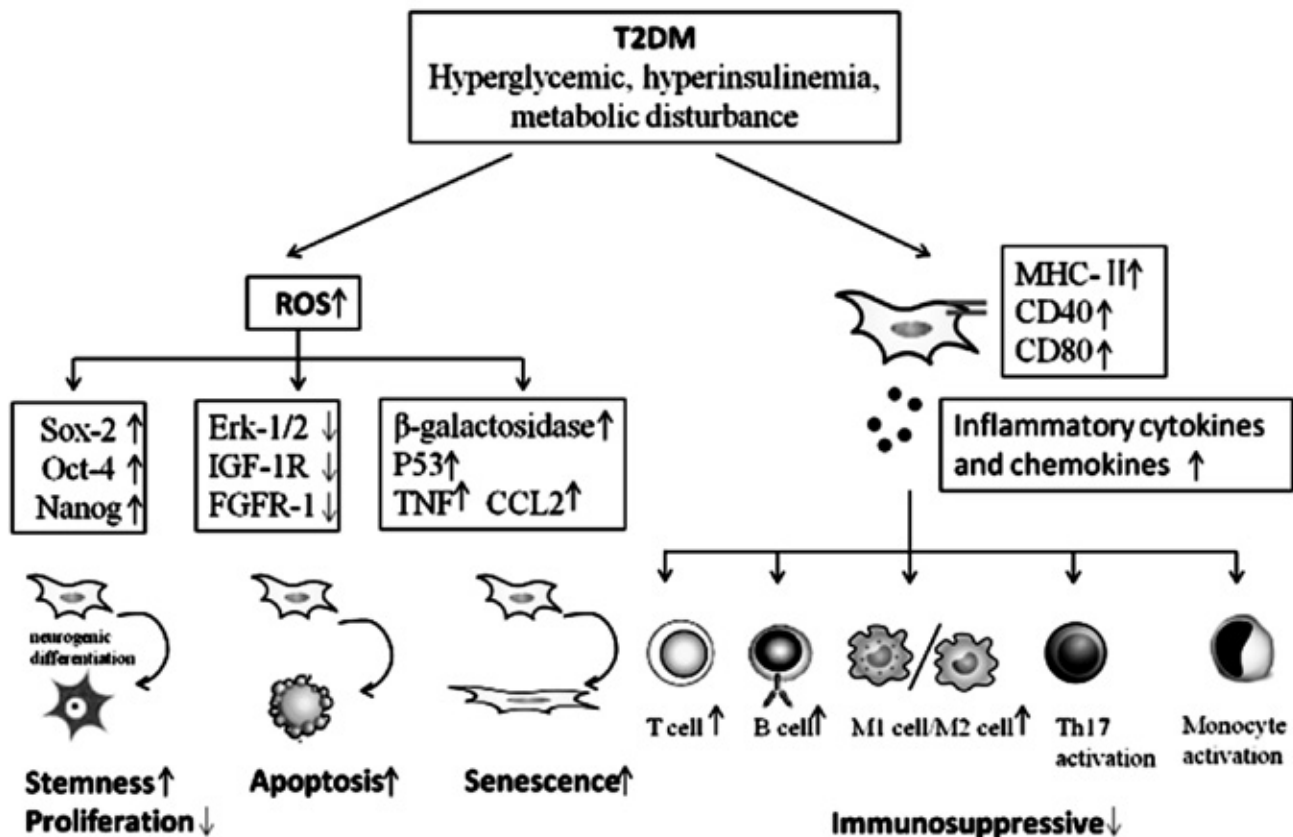 T2DM
Hyperglycemic, hyperinsulinemia,
metabolic disturbance
ROS↑
Sox-2 ↑
Oct-4 ↑
Nanog↑
Erk-1/2 ↓
IGF-1R ↓
FGFR-1↓
β-galactosidase↑
P53↑
TNF↑ CCL2↑
MHC-II↑
CD40↑
CD80↑
Inflammatory cytokines
and chemokines ↑
neurogenic
differentiation
Stemness↑
Proliferation↓
Apoptosis↑
Senescence↑
T cell ↑
B cell↑
M1 cell/M2 cell↑
Th17
activation
Monocyte
activation
Immunosuppressive↓